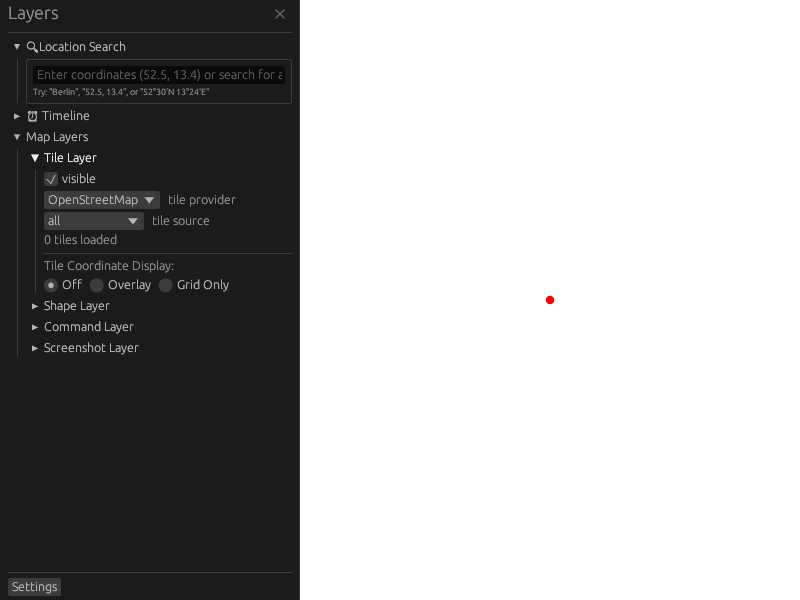 Layers
Location Search
Enter coordinates (52.5, 13.4) or search for a
Try: "Berlin", "52.5, 13.4", or "52°30'N 13°24'E"
Timeline
Map Layers
Tile Layer
visible
OpenStreetMap tile provider
all tile source
0 tiles loaded
Tile Coordinate Display:
Off Overlay Grid Only
Shape Layer
Command Layer
Screenshot Layer
Settings